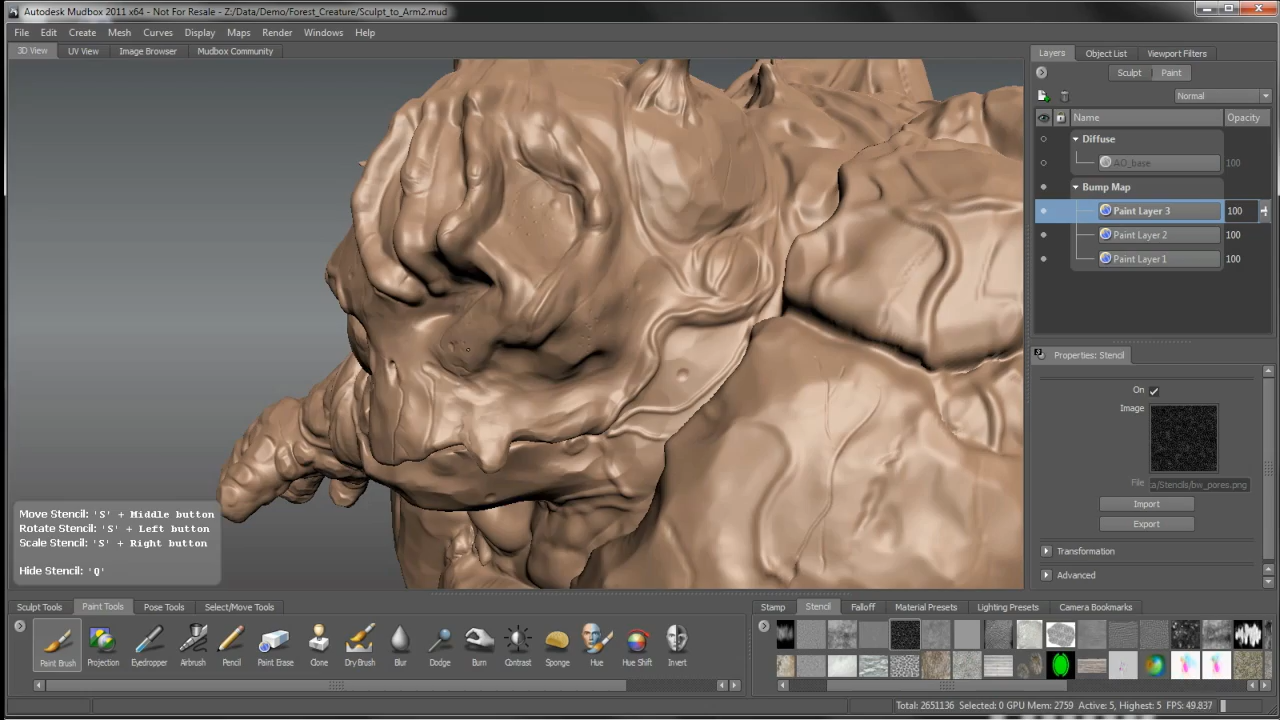 Autodesk Mudbox 2011 x64 - Not For Resale - Z:/Data/Demo/Forest_Creature/Sculpt_to_Arm2.mud
File Edit Create Mesh Curves Display Maps Render Windows Help
3D View UV View Image Browser Mudbox Community
Layers Object List Viewport Filters
Sculpt Paint
Normal
Name Opacity
Diffuse
AO_base 100
Bump Map
Paint Layer 3 100
Paint Layer 2 100
Paint Layer 1 100
Properties: Stencil
On
Image
File a/Stencils/bw_pores.png
Import
Export
Transformation
Advanced
Move Stencil: 'S' + Middle button
Rotate Stencil: 'S' + Left button
Scale Stencil: 'S' + Right button
Hide Stencil: 'Q'
Sculpt Tools Paint Tools Pose Tools Select/Move Tools
Paint Brush Projection Eyedropper Airbrush Pencil Paint Erase Clone Dry Brush Blur Dodge Burn Contrast Sponge Hue Hue Shift Invert
Stamp Stencil Falloff Material Presets Lighting Presets Camera Bookmarks
Total: 2651136 Selected: 0 GPU Mem: 2759 Active: 5, Highest: 5 FPS: 49.837